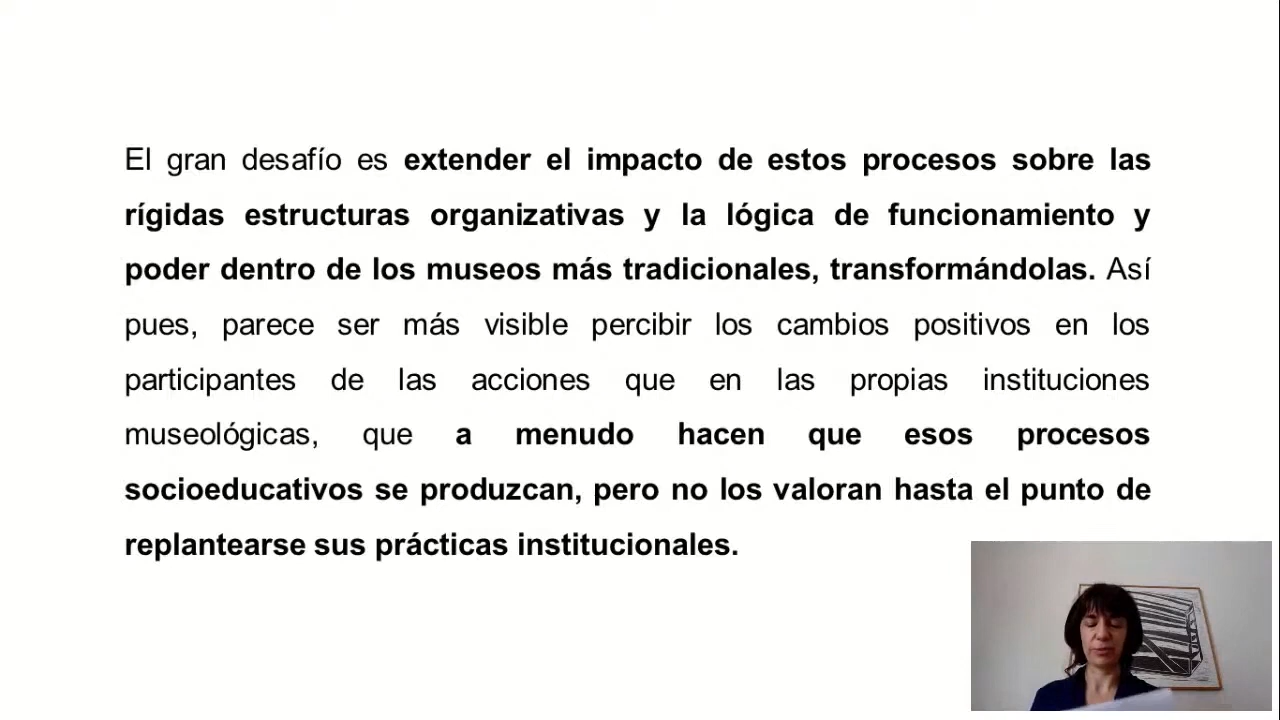 El gran desafío es extender el impacto de estos procesos sobre las
rígidas estructuras organizativas y la lógica de funcionamiento y
poder dentro de los museos más tradicionales, transformándolas. Así
pues, parece ser más visible percibir los cambios positivos en los
participantes de las acciones que en las propias instituciones
museológicas, que a menudo hacen que esos procesos
socioeducativos se produzcan, pero no los valoran hasta el punto de
replantearse sus prácticas institucionales.